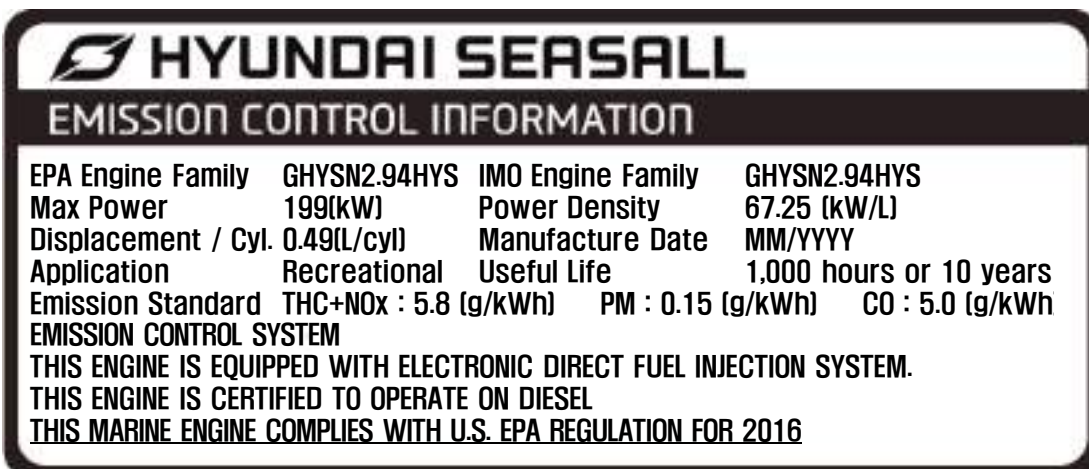 HYUNDAI SEASALL
EMISSION CONTROL INFORMATION
EPA Engine Family GHYSN2.94HYS IMO Engine Family GHYSN2.94HYS
Max Power 199(kW) Power Density 67.25 (kW/L)
Displacement / Cyl. 0.49(L/cyl) Manufacture Date MM/YYYY
Application Recreational Useful Life 1,000 hours or 10 years
Emission Standard THC+NOx : 5.8 (g/kWh) PM : 0.15 (g/kWh) CO : 5.0 (g/kWh
EMISSION CONTROL SYSTEM
THIS ENGINE IS EQUIPPED WITH ELECTRONIC DIRECT FUEL INJECTION SYSTEM.
THIS ENGINE IS CERTIFIED TO OPERATE ON DIESEL
THIS MARINE ENGINE COMPLIES WITH U.S. EPA REGULATION FOR 2016